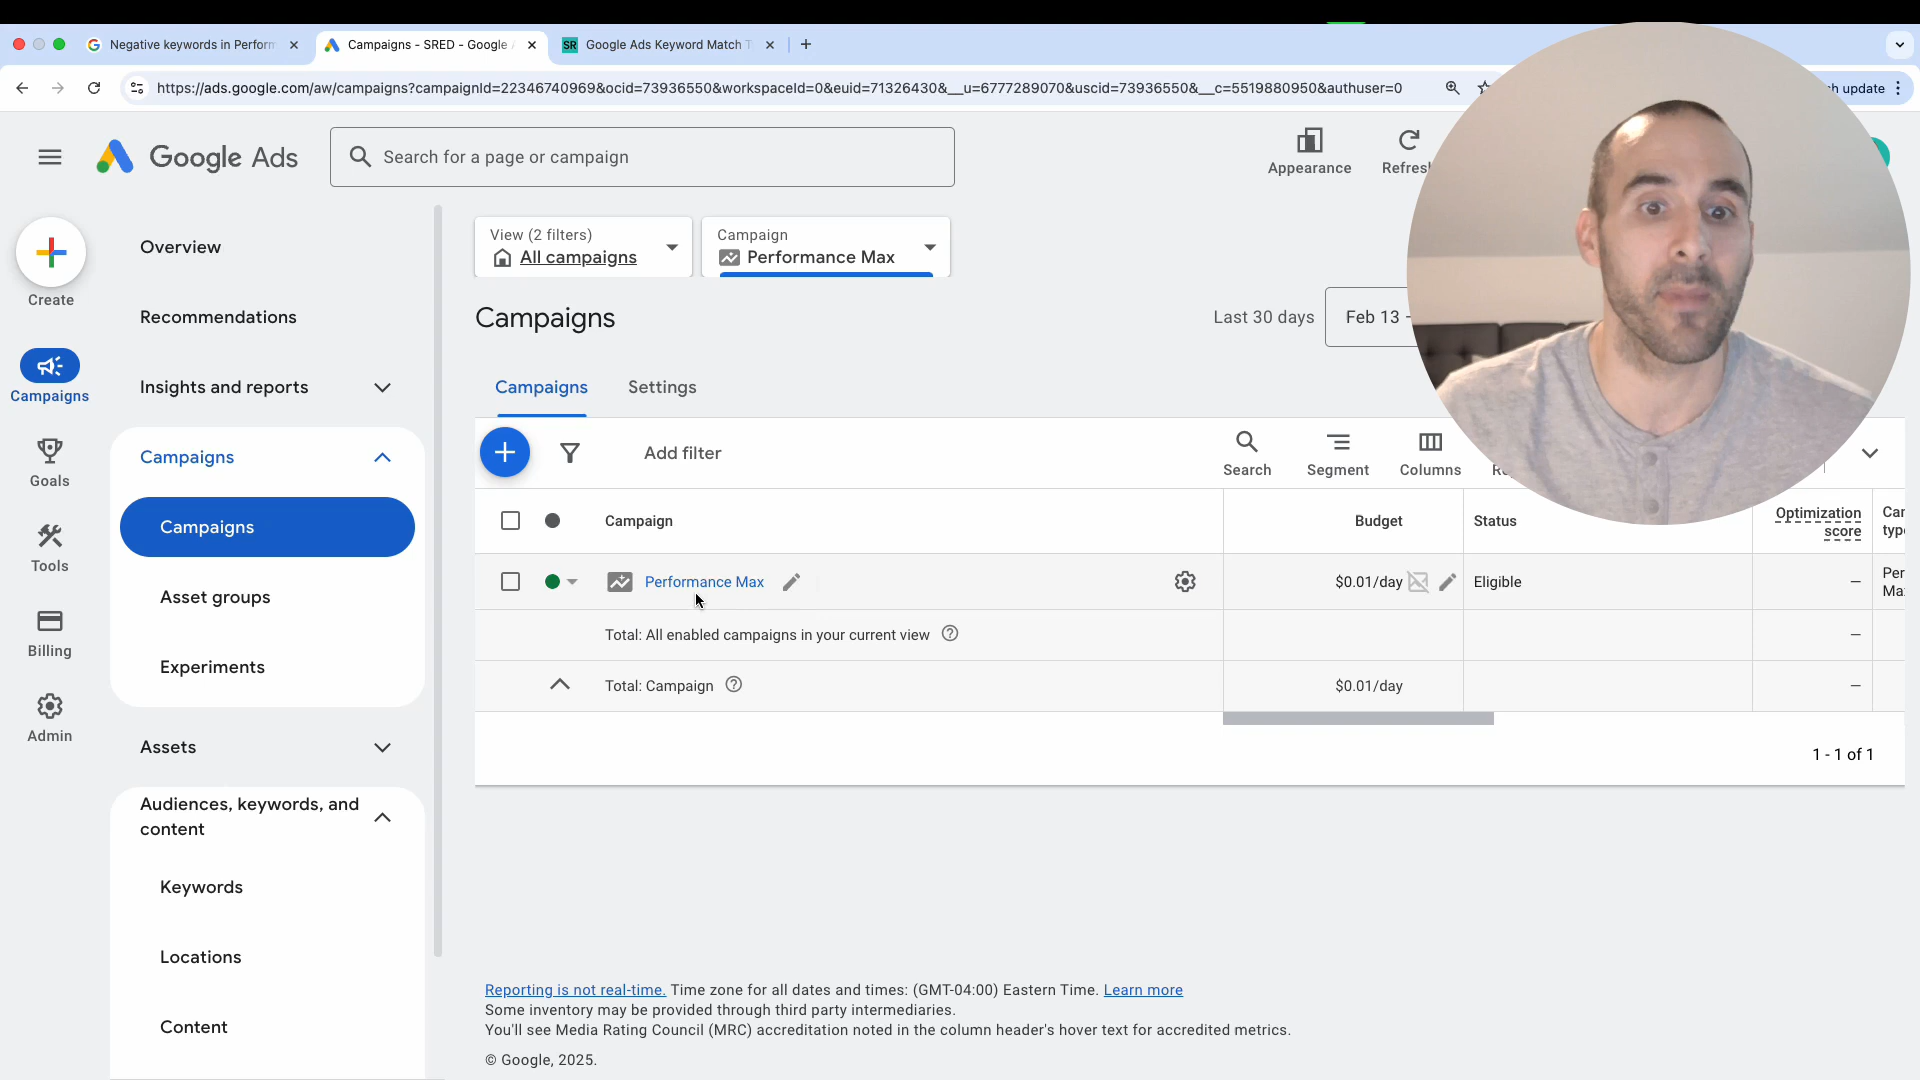 Negative keywords in Perform
Campaigns - SRED - Google A
SR
Google Ads Keyword Match T
https://ads.google.com/aw/campaigns?campaignId=22346740969&ocid=73936550&workspaceId=0&euid=71326430&__u=6777289070&uscid=73936550&__c=5519880950&authuser=0
h update
Google Ads
Search for a page or campaign
Appearance
Refresh
Create
Campaigns
Goals
Tools
Billing
Admin
Overview
Recommendations
Insights and reports
Campaigns
Campaigns
Asset groups
Experiments
Assets
Audiences, keywords, and
content
Keywords
Locations
Content
View (2 filters)
All campaigns
Campaign
Performance Max
Campaigns
Last 30 days
Feb 13 -
Campaigns
Settings
Add filter
Search
Segment
Columns
Campaign
Budget
Status
Optimization
score
Performance Max
$0.01/day
Eligible
—
Per
Total: All enabled campaigns in your current view
—
Total: Campaign
$0.01/day
—
1 - 1 of 1
Reporting is not real-time. Time zone for all dates and times: (GMT-04:00) Eastern Time. Learn more
Some inventory may be provided through third party intermediaries.
You'll see Media Rating Council (MRC) accreditation noted in the column header's hover text for accredited metrics.
© Google, 2025.